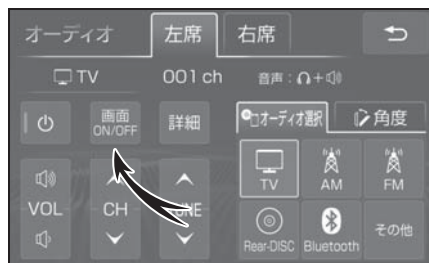 オーディオ 左席 右席
TV 001 ch 音声: +
画面
ON/OFF
詳細
オーディオ選択 角度
VOL CH
TV AM FM
Rear-DISC Bluetooth その他